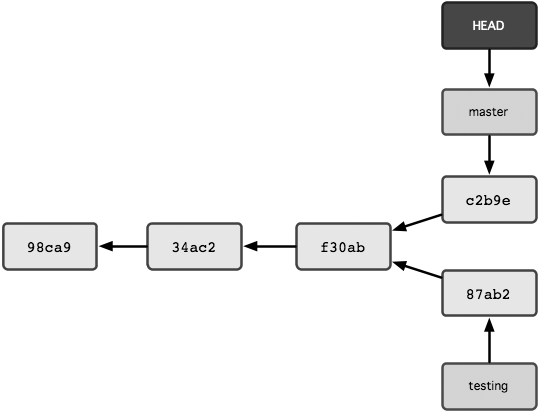 HEAD
master
c2b9e
98ca9
34ac2
f30ab
87ab2
testing